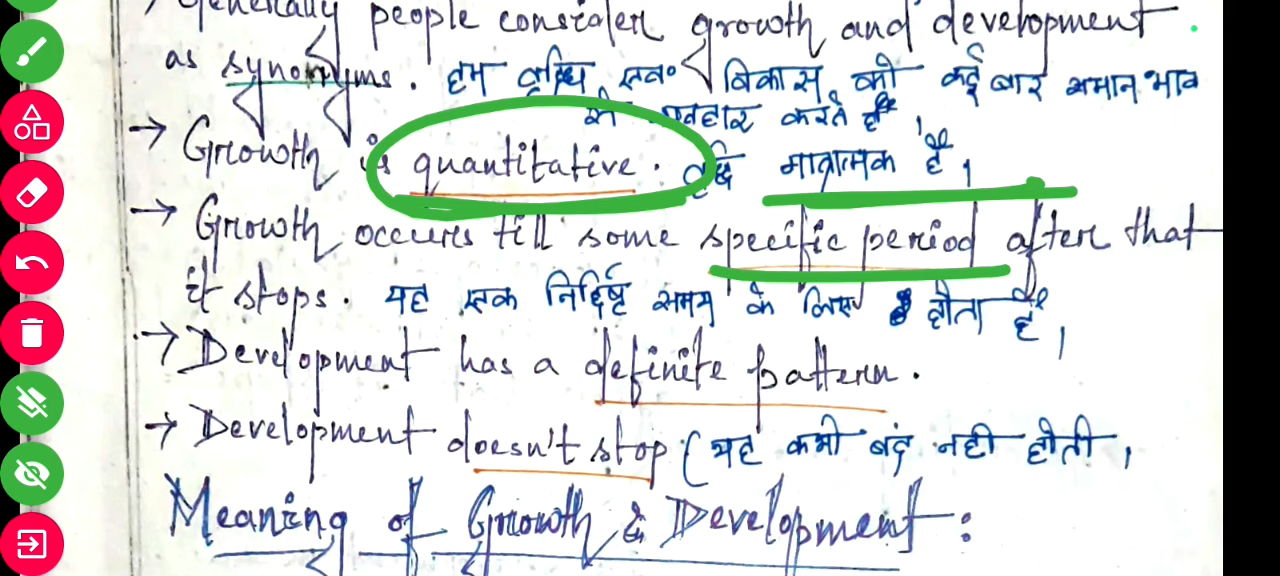 → Generally people consider growth and development
as synonyms. हम वृद्धि एवं विकास को कई बार समान भाव
से व्यवहार करते हैं।
→ Growth is quantitative. वृद्धि मात्रात्मक है।
→ Growth occurs till some specific period after that
it stops. यह एक निर्दिष्ट समय के लिए होता है।
→ Development has a definite pattern.
→ Development doesn't stop (यह कभी बंद नही होती।
Meaning of Growth & Development: